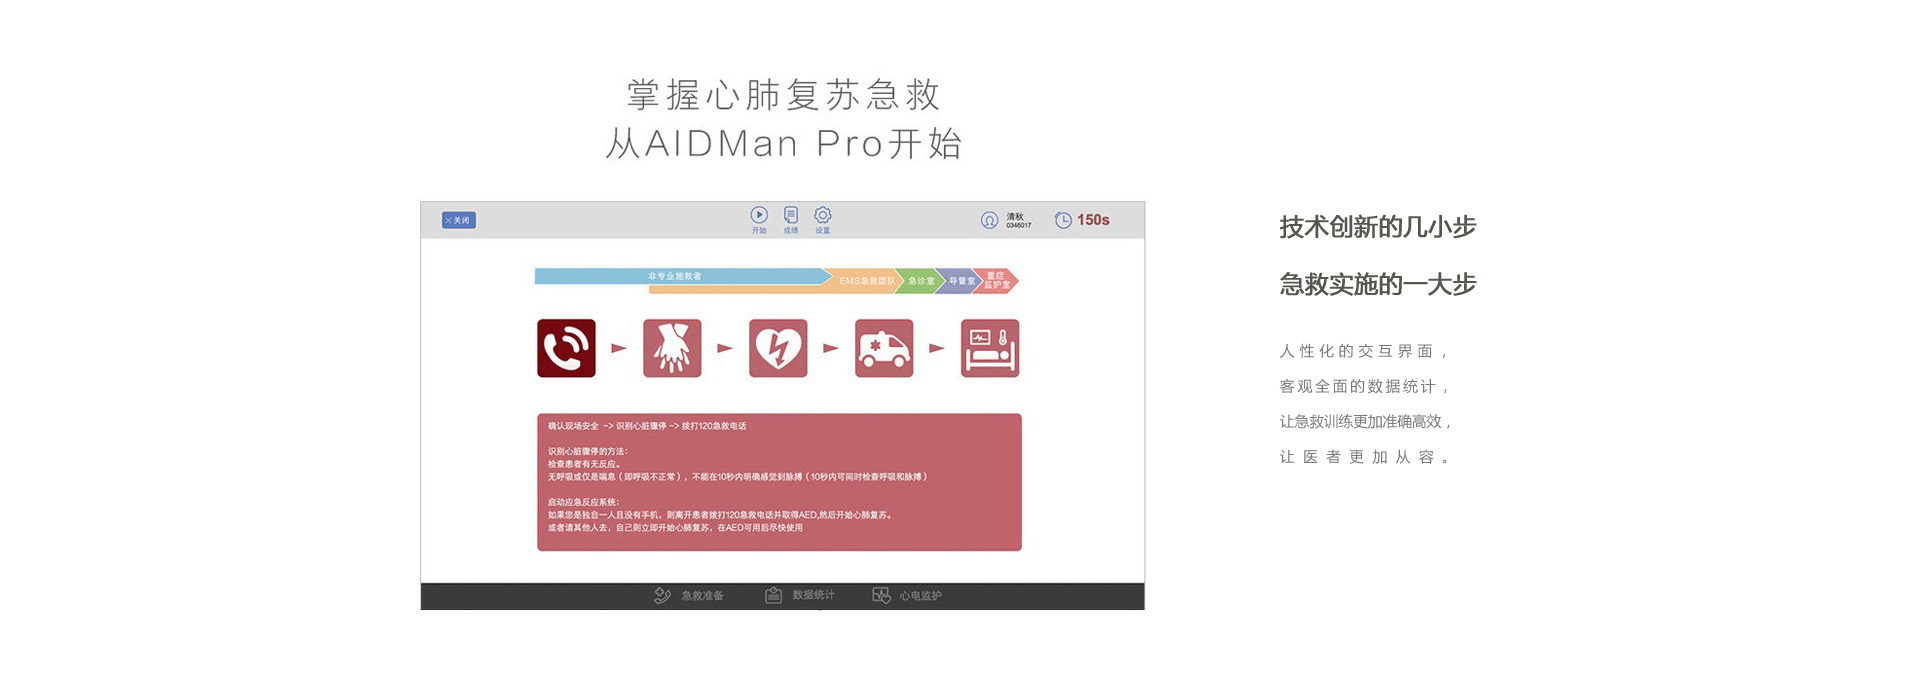 掌握心肺复苏急救
从AIDMan Pro开始
× 关闭
开始
成绩
设置
清秋
0346017
150s
非专业施救者
EMS急救团队
急诊室
导管室
重症
监护室
确认现场安全 -> 识别心脏骤停 -> 拨打120急救电话
识别心脏骤停的方法:
检查患者有无反应。
无呼吸或仅是喘息(即呼吸不正常),不能在10秒内明确感觉到脉搏(10秒内可同时检查呼吸和脉搏)
启动应急反应系统:
如果您是独自一人且没有手机，则离开患者拨打120急救电话并取得AED,然后开始心肺复苏。
或者请其他人去，自己则立即开始心肺复苏，在AED可用后尽快使用
急救准备
数据统计
心电监护
技术创新的几小步
急救实施的一大步
人性化的交互界面，
客观全面的数据统计，
让急救训练更加准确高效，
让医者更加从容。